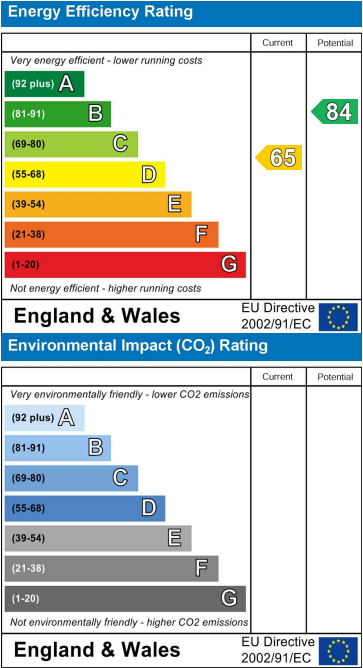 Energy Efficiency Rating
Current Potential
Very energy efficient - lower running costs
(92 plus) A
(81-91) B
84
(69-80) C
65
(55-68) D
(39-54) E
(21-38) F
(1-20) G
Not energy efficient - higher running costs
England & Wales
EU Directive
2002/91/EC
Environmental Impact (CO₂) Rating
Current Potential
Very environmentally friendly - lower CO2 emissions
(92 plus) A
(81-91) B
(69-80) C
(55-68) D
(39-54) E
(21-38) F
(1-20) G
Not environmentally friendly - higher CO2 emissions
England & Wales
EU Directive
2002/91/EC